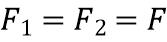 F₁ = F₂ = F